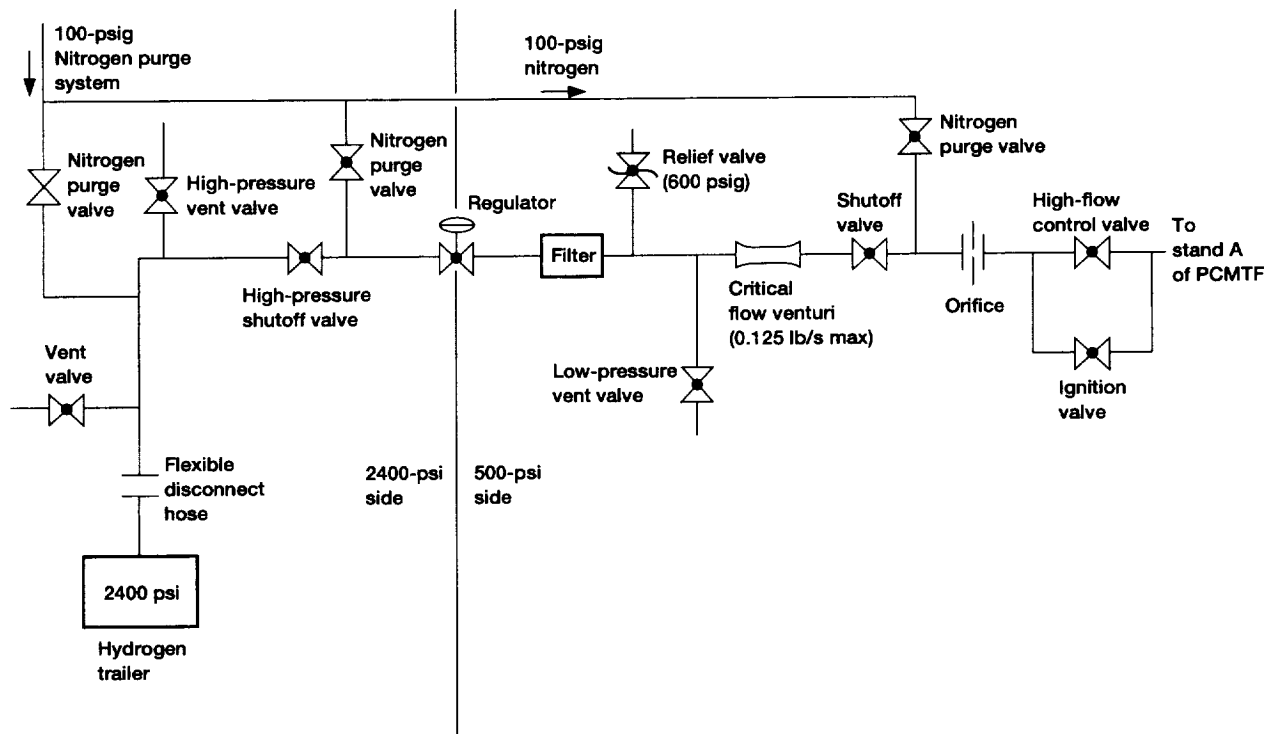 100-psig
Nitrogen purge
system
100-psig
nitrogen
Nitrogen
purge
valve
High-pressure
vent valve
Nitrogen
purge
valve
Relief valve
(600 psig)
Nitrogen
purge valve
Regulator
Shutoff
valve
High-flow
control valve
To
stand A
of PCMTF
Filter
High-pressure
shutoff valve
Critical
flow venturi
(0.125 lb/s max)
Orifice
Vent
valve
Low-pressure
vent valve
Ignition
valve
Flexible
disconnect
hose
2400-psi
side
500-psi
side
2400 psi
Hydrogen
trailer